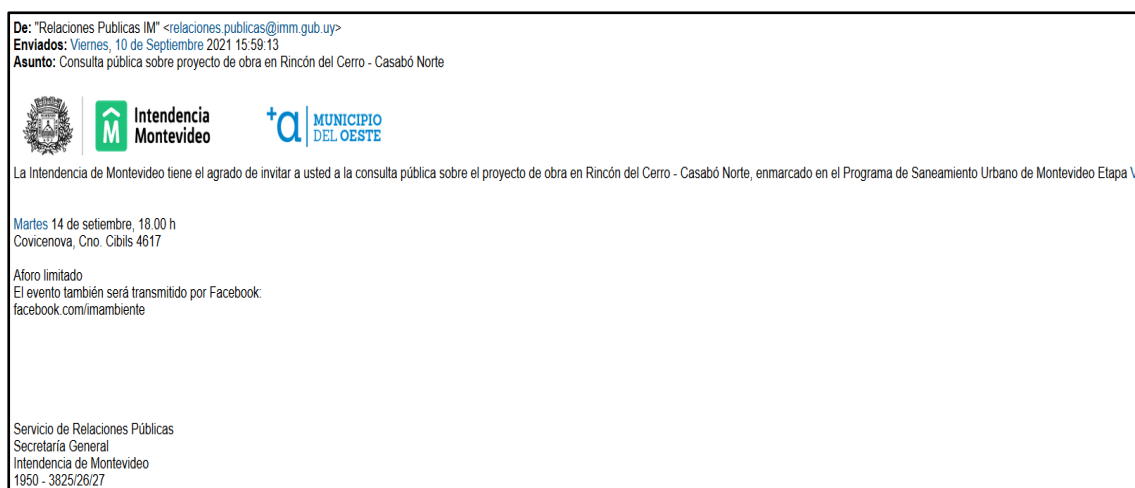 De: "Relaciones Publicas IM" <relaciones.publicas@imm.gub.uy>
Enviados: Viernes, 10 de Septiembre 2021 15:59:13
Asunto: Consulta pública sobre proyecto de obra en Rincón del Cerro - Casabó Norte
Intendencia
Montevideo
+a
MUNICIPIO
DEL OESTE
La Intendencia de Montevideo tiene el agrado de invitar a usted a la consulta pública sobre el proyecto de obra en Rincón del Cerro - Casabó Norte, enmarcado en el Programa de Saneamiento Urbano de Montevideo Etapa V
Martes 14 de setiembre, 18.00 h
Covicenova, Cno. Cibils 4617
Aforo limitado
El evento también será transmitido por Facebook:
facebook.com/imambiente
Servicio de Relaciones Públicas
Secretaría General
Intendencia de Montevideo
1950 - 3825/26/27